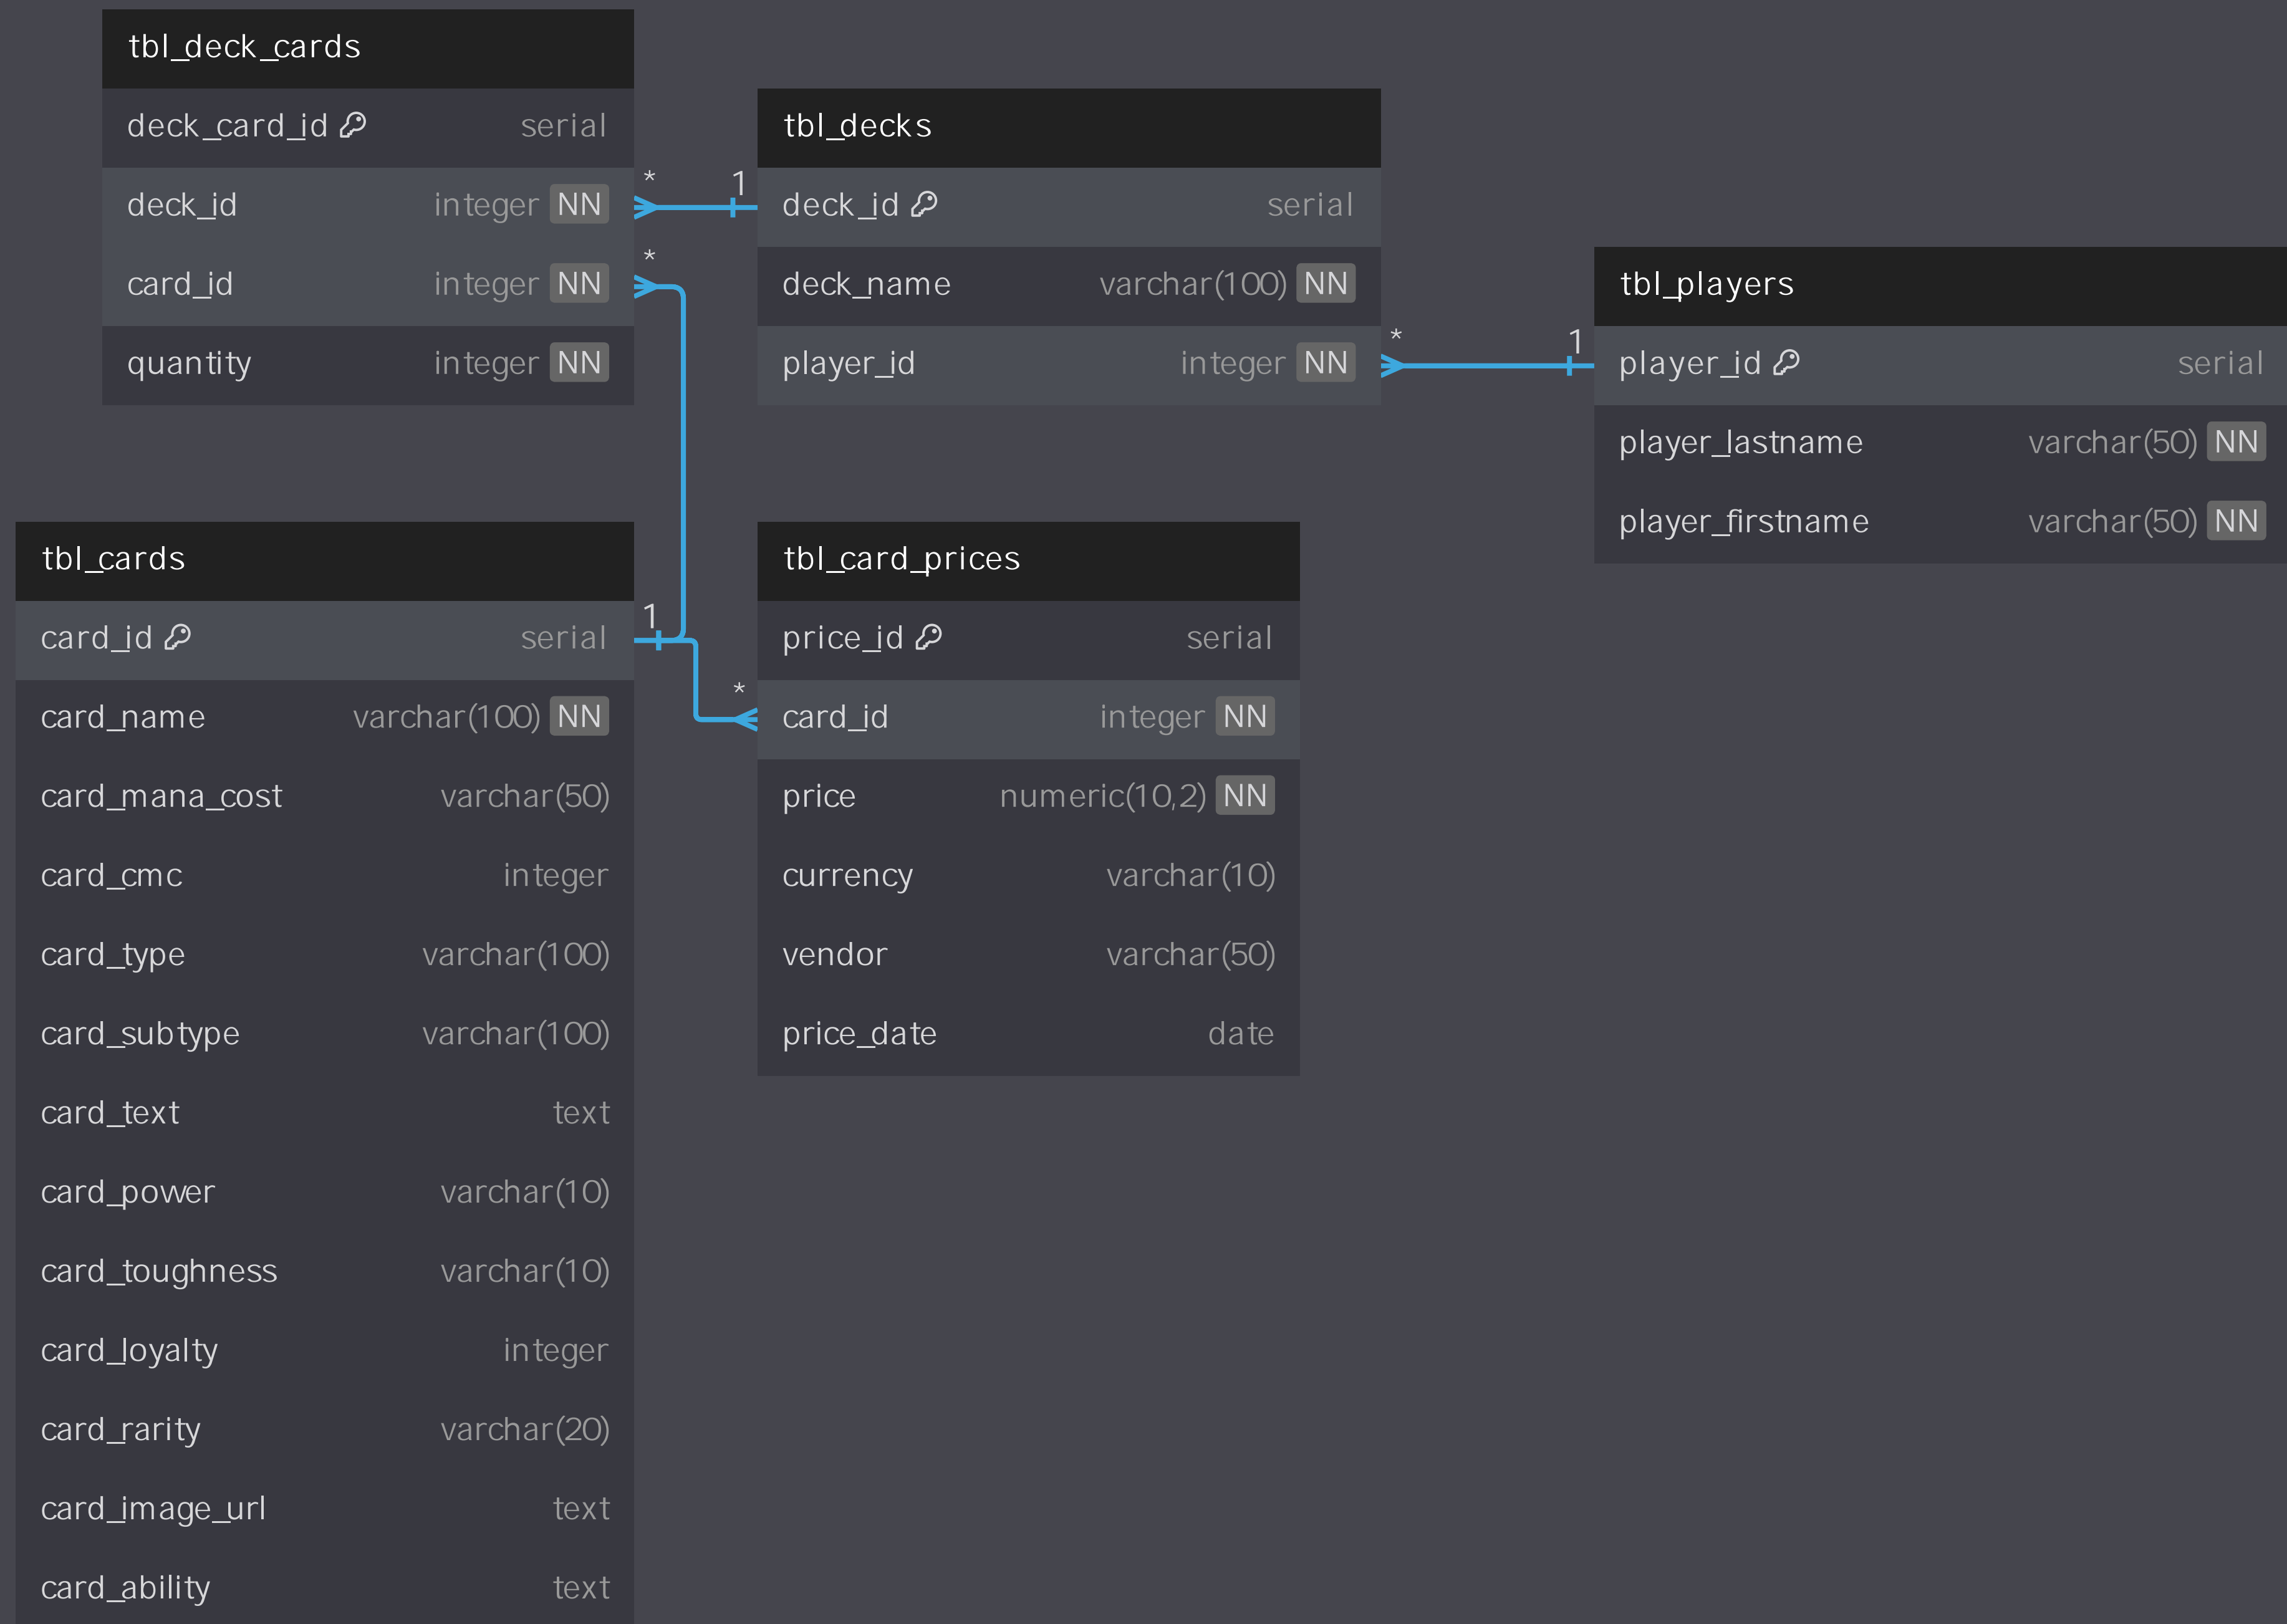 tbl_deck_cards
deck_card_id serial
deck_id integer NN
card_id integer NN
quantity integer NN
* 1
*
tbl_decks
deck_id serial
deck_name varchar(100) NN
player_id integer NN
* 1
tbl_players
player_id serial
player_lastname varchar(50) NN
player_firstname varchar(50) NN
tbl_cards
card_id serial
card_name varchar(100) NN
card_mana_cost varchar(50)
card_cmc integer
card_type varchar(100)
card_subtype varchar(100)
card_text text
card_power varchar(10)
card_toughness varchar(10)
card_loyalty integer
card_rarity varchar(20)
card_image_url text
card_ability text
1
*
tbl_card_prices
price_id serial
card_id integer NN
price numeric(10,2) NN
currency varchar(10)
vendor varchar(50)
price_date date